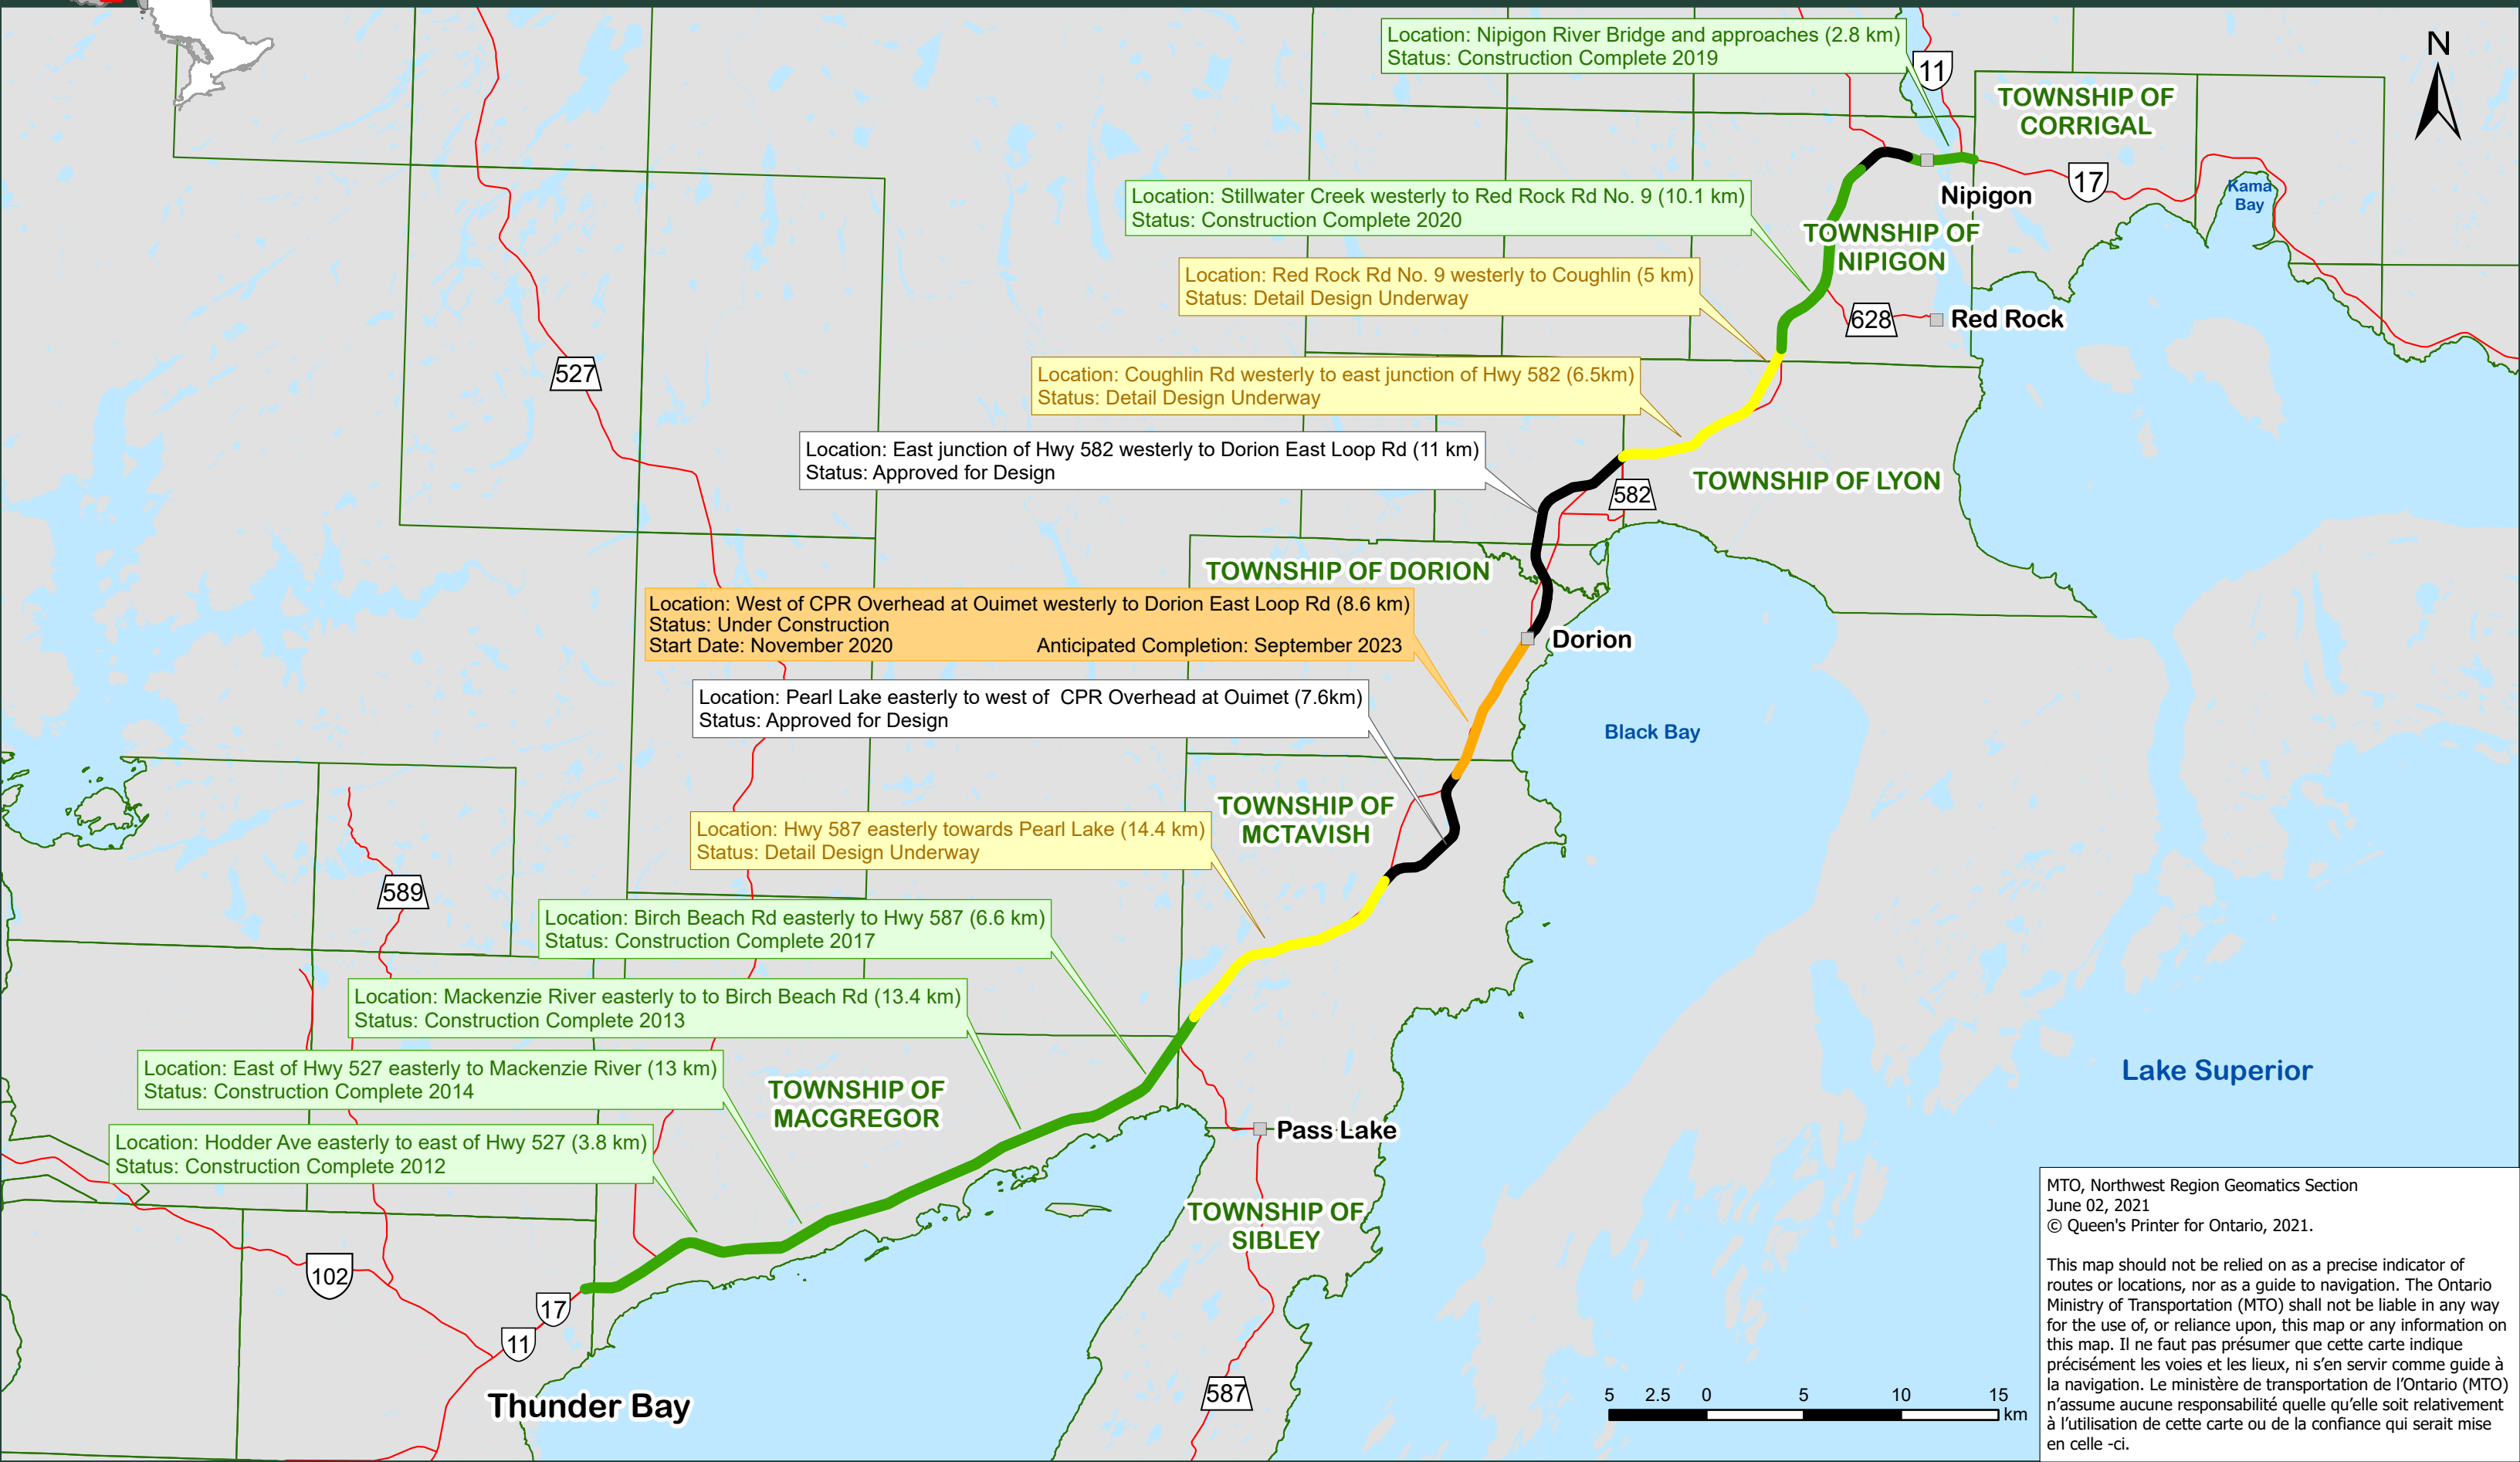 Location: Nipigon River Bridge and approaches (2.8 km)
Status: Construction Complete 2019
N
11
TOWNSHIP OF
CORRIGAL
17
Kama
Bay
Nipigon
Location: Stillwater Creek westerly to Red Rock Rd No. 9 (10.1 km)
Status: Construction Complete 2020
TOWNSHIP OF
NIPIGON
Location: Red Rock Rd No. 9 westerly to Coughlin (5 km)
Status: Detail Design Underway
628
Red Rock
527
Location: Coughlin Rd westerly to east junction of Hwy 582 (6.5km)
Status: Detail Design Underway
Location: East junction of Hwy 582 westerly to Dorion East Loop Rd (11 km)
Status: Approved for Design
TOWNSHIP OF LYON
582
TOWNSHIP OF DORION
Location: West of CPR Overhead at Ouimet westerly to Dorion East Loop Rd (8.6 km)
Status: Under Construction
Start Date: November 2020 Anticipated Completion: September 2023
Dorion
Location: Pearl Lake easterly to west of CPR Overhead at Ouimet (7.6km)
Status: Approved for Design
Black Bay
TOWNSHIP OF
MCTAVISH
Location: Hwy 587 easterly towards Pearl Lake (14.4 km)
Status: Detail Design Underway
589
Location: Birch Beach Rd easterly to Hwy 587 (6.6 km)
Status: Construction Complete 2017
Location: Mackenzie River easterly to to Birch Beach Rd (13.4 km)
Status: Construction Complete 2013
Location: East of Hwy 527 easterly to Mackenzie River (13 km)
Status: Construction Complete 2014
TOWNSHIP OF
MACGREGOR
Lake Superior
Location: Hodder Ave easterly to east of Hwy 527 (3.8 km)
Status: Construction Complete 2012
Pass Lake
TOWNSHIP OF
SIBLEY
102
17
11
587
Thunder Bay
5 2.5 0 5 10 15
km
MTO, Northwest Region Geomatics Section
June 02, 2021
© Queen's Printer for Ontario, 2021.
This map should not be relied on as a precise indicator of
routes or locations, nor as a guide to navigation. The Ontario
Ministry of Transportation (MTO) shall not be liable in any way
for the use of, or reliance upon, this map or any information on
this map. Il ne faut pas présumer que cette carte indique
précisément les voies et les lieux, ni s'en servir comme guide à
la navigation. Le ministère de transportation de l'Ontario (MTO)
n'assume aucune responsabilité quelle qu'elle soit relativement
à l'utilisation de cette carte ou de la confiance qui serait mise
en celle -ci.